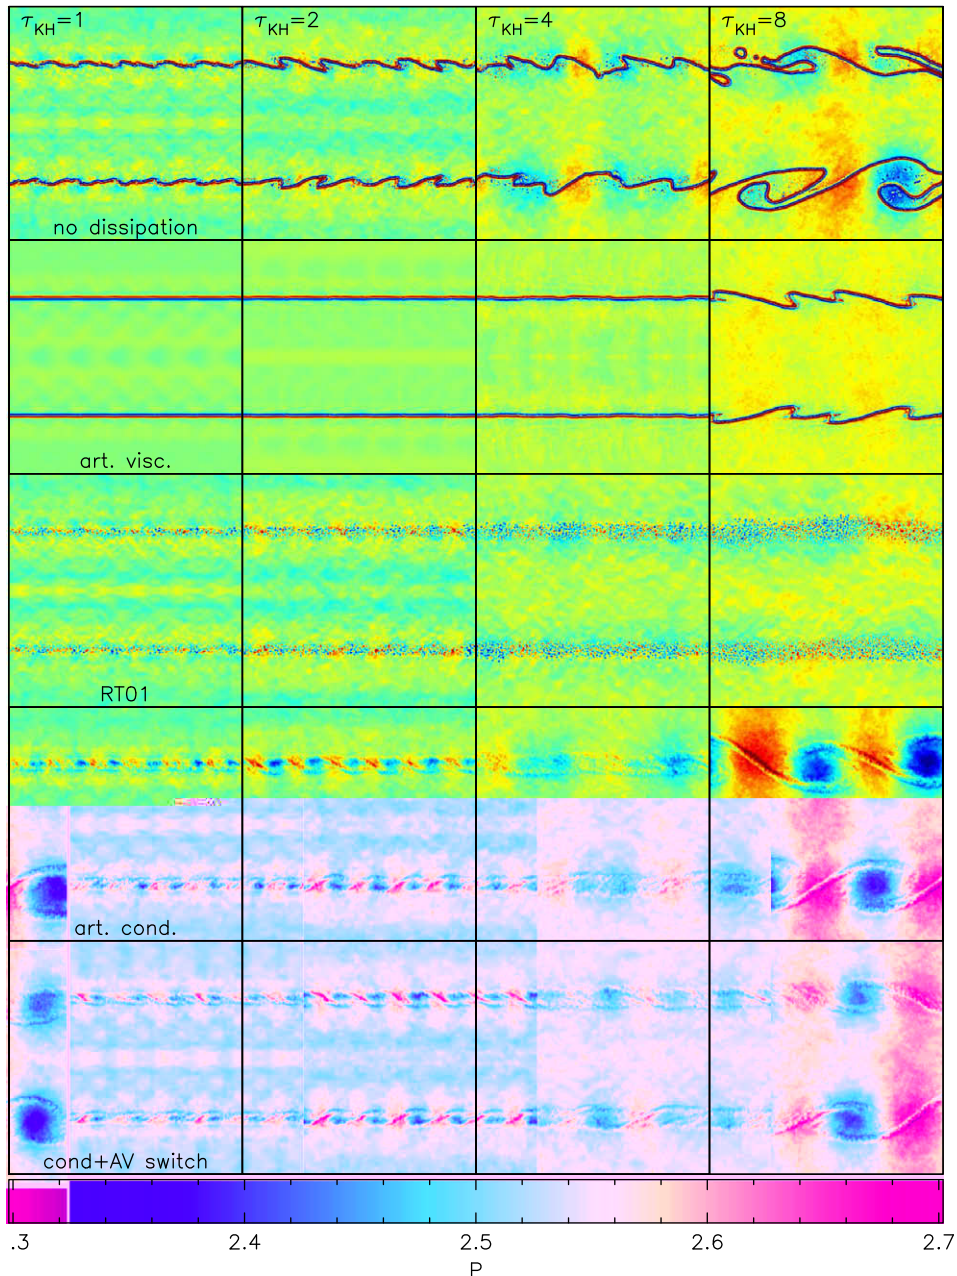 τKH=1 τKH=2 τKH=4 τKH=8
no dissipation
art. visc.
RT01
art. cond.
cond+AV switch
.3 2.4 2.5 2.6 2.7
P